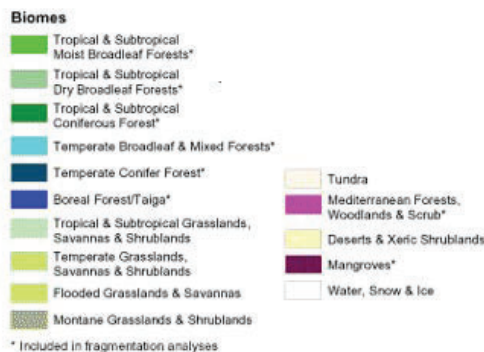 Biomes
Tropical & Subtropical
Moist Broadleaf Forests*
Tropical & Subtropical
Dry Broadleaf Forests*
Tropical & Subtropical
Coniferous Forest*
Temperate Broadleaf & Mixed Forests*
Temperate Conifer Forest*
Boreal Forest/Taiga*
Tropical & Subtropical Grasslands,
Savannas & Shrublands
Temperate Grasslands,
Savannas & Shrublands
Flooded Grasslands & Savannas
Montane Grasslands & Shrublands
Tundra
Mediterranean Forests,
Woodlands & Scrub*
Deserts & Xeric Shrublands
Mangroves*
Water, Snow & Ice
* Included in fragmentation analyses